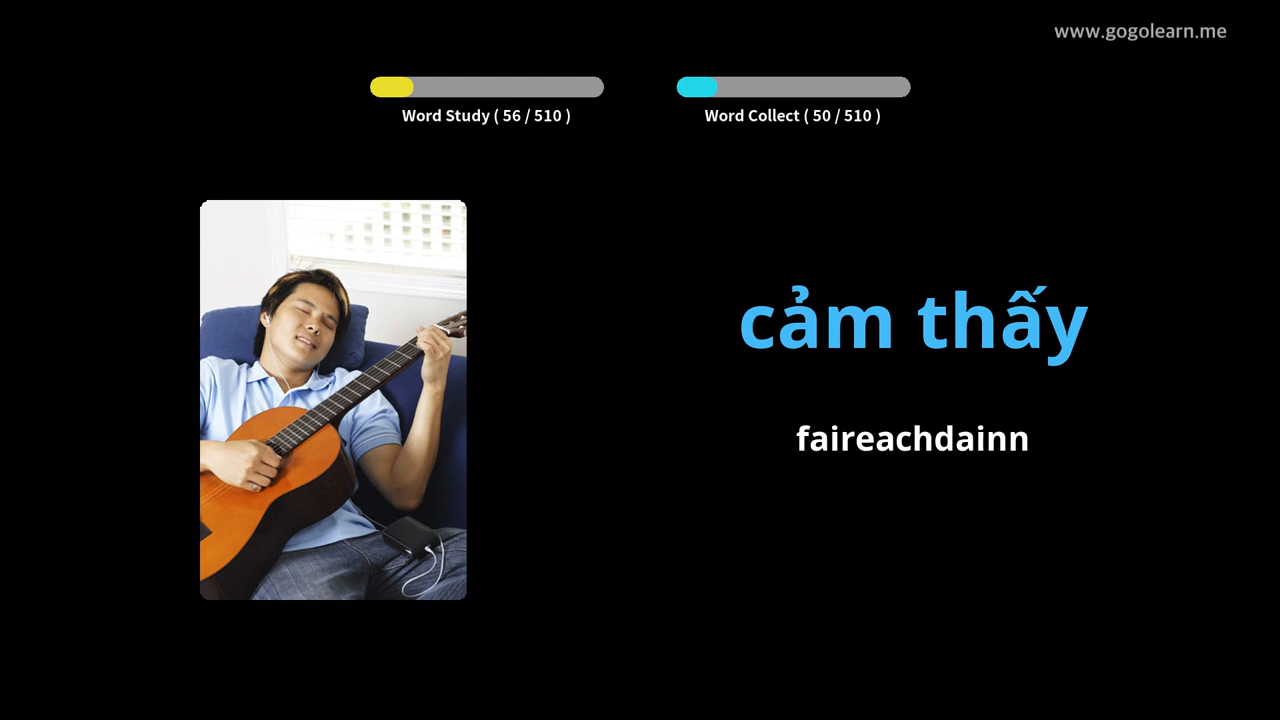 www.gogolearn.me
Word Study ( 56 / 510 )
Word Collect ( 50 / 510 )
cảm thấy
faireachdainn